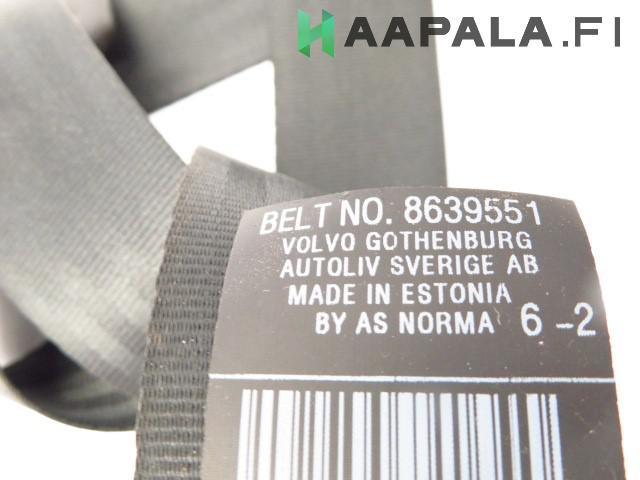 HAAPALA.FI
BELT NO. 8639551
VOLVO GOTHENBURG
AUTOLIV SVERIGE AB
MADE IN ESTONIA
BY AS NORMA 6-2